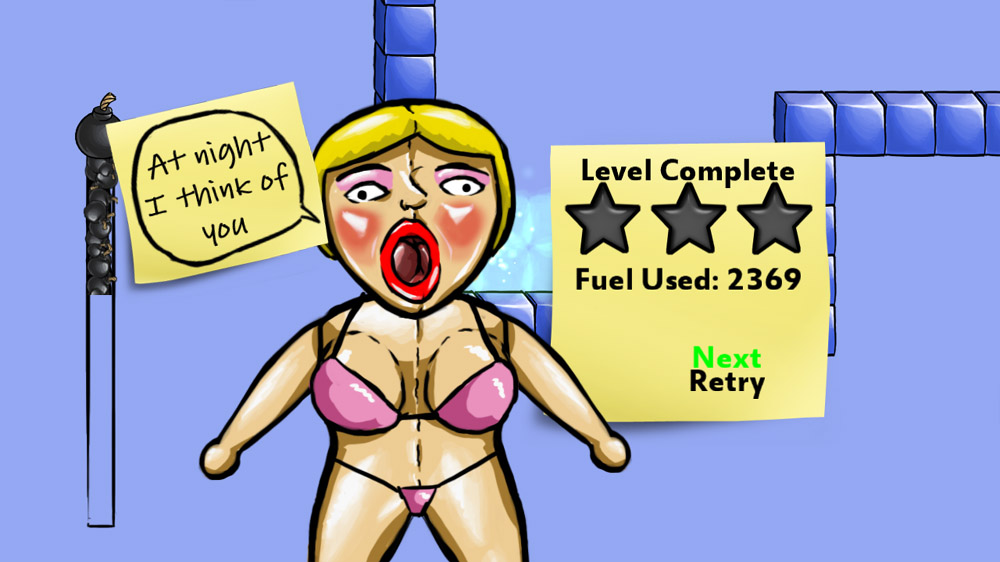 At night
I think of
you
Level Complete
Fuel Used: 2369
Next
Retry